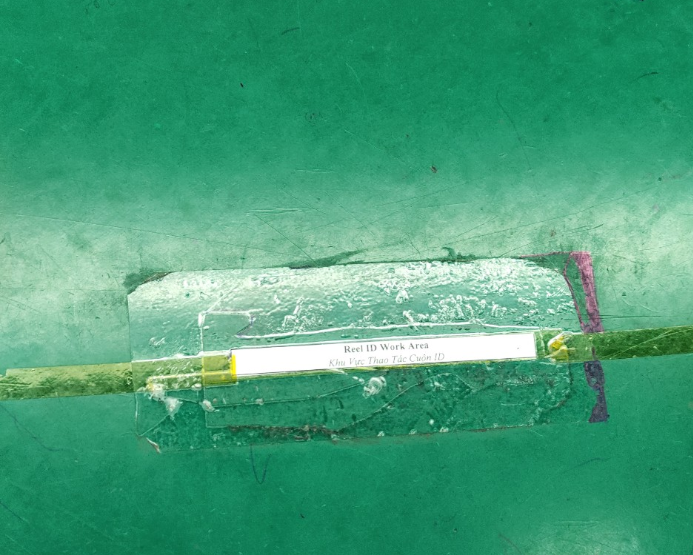 Reel ID Work Area
Khu Vực Thao Tác Cuộn ID